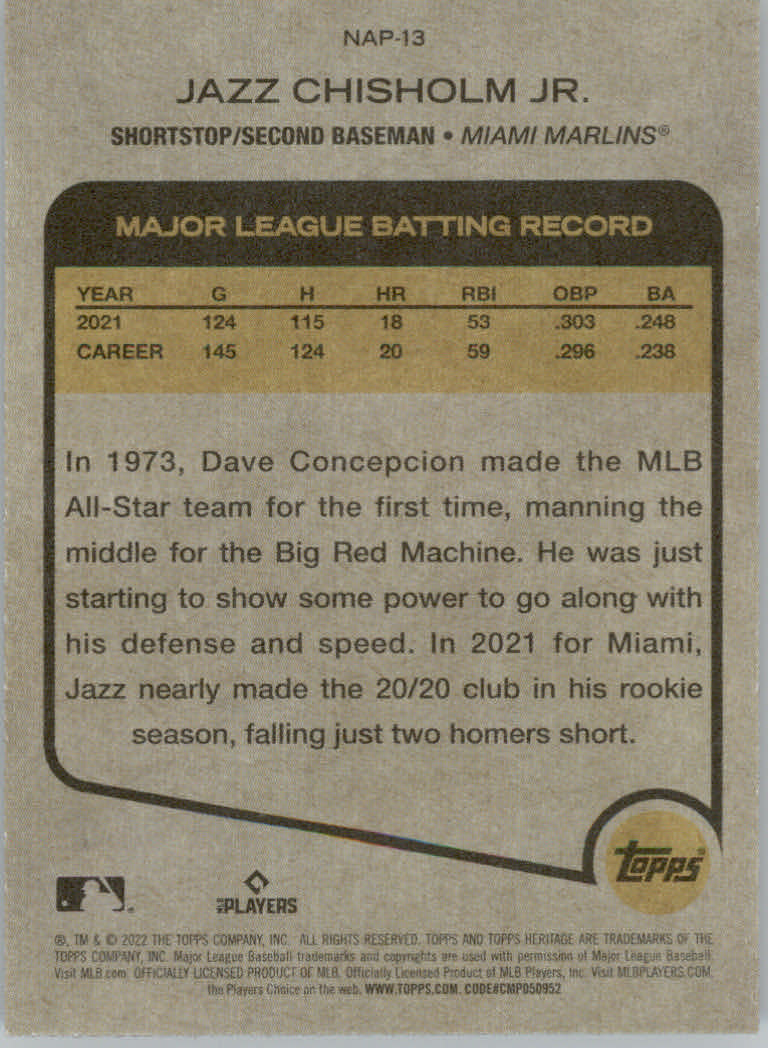 NAP-13
JAZZ CHISHOLM JR.
SHORTSTOP/SECOND BASEMAN • MIAMI MARLINS®
MAJOR LEAGUE BATTING RECORD
YEAR G H HR RBI OBP BA
2021 124 115 18 53 .303 .248
CAREER 145 124 20 59 .296 .238
In 1973, Dave Concepcion made the MLB
All-Star team for the first time, manning the
middle for the Big Red Machine. He was just
starting to show some power to go along with
his defense and speed. In 2021 for Miami,
Jazz nearly made the 20/20 club in his rookie
season, falling just two homers short.
Topps®
PLAYERS
®, TM & © 2022 THE TOPPS COMPANY, INC. ALL RIGHTS RESERVED. TOPPS AND TOPPS HERITAGE ARE TRADEMARKS OF THE
TOPPS COMPANY, INC. Major League Baseball trademarks and copyrights are used with permission of Major League Baseball.
Visit MLB.com. OFFICIALLY LICENSED PRODUCT OF MLB. Officially Licensed Product of MLB Players, Inc. Visit MLBPLAYERS.COM,
the Players Choice on the web. WWW.TOPPS.COM. CODE#CMP050952